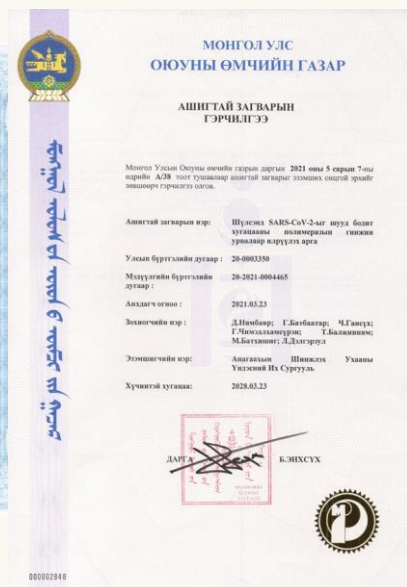 МОНГОЛ УЛС
ОЮУНЫ ӨМЧИЙН ГАЗАР
АШИГТАЙ ЗАГВАРЫН
ГЭРЧИЛГЭЭ
Монгол Улсын Оюуны өмчийн газрын даргын 2021 оны 5 сарын 7-ны
өдрийн А/38 тоот тушаалаар ашигтай загварыг эзэмших онцгой эрхийг
зөвшөөрч гэрчилгээ олгов.
Ашигтай загварын нэр: Шүлсэнд SARS-CoV-2-ыг шууд бодит
хугацааны полимеразын гинжин
урвалаар илрүүлэх арга
Улсын бүртгэлийн дугаар : 20-0003350
Мэдүүлгийн бүртгэлийн 20-2021-0004465
дугаар :
Анхдагч огноо : 2021.03.23
Зохиогчийн нэр : Д.Нямбаяр; Г.Батбаатар; Ч.Гансүх;
Г.Чимэдлхамсүрэн; Т.Балжинням;
М.Батхишиг; Л.Дэлгэрзул
Эзэмшигчийн нэр: Анагаахын Шинжлэх Ухааны
Үндэсний Их Сургууль
Хүчинтэй хугацаа: 2028.03.23
ДАРГА Б.ЭНХСҮХ
000002848